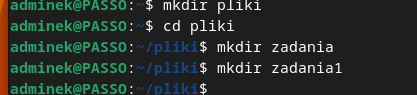 adminek@PASSO:~$ mkdir pliki
adminek@PASSO:~$ cd pliki
adminek@PASSO:~/pliki$ mkdir zadania
adminek@PASSO:~/pliki$ mkdir zadania1
adminek@PASSO:~/pliki$